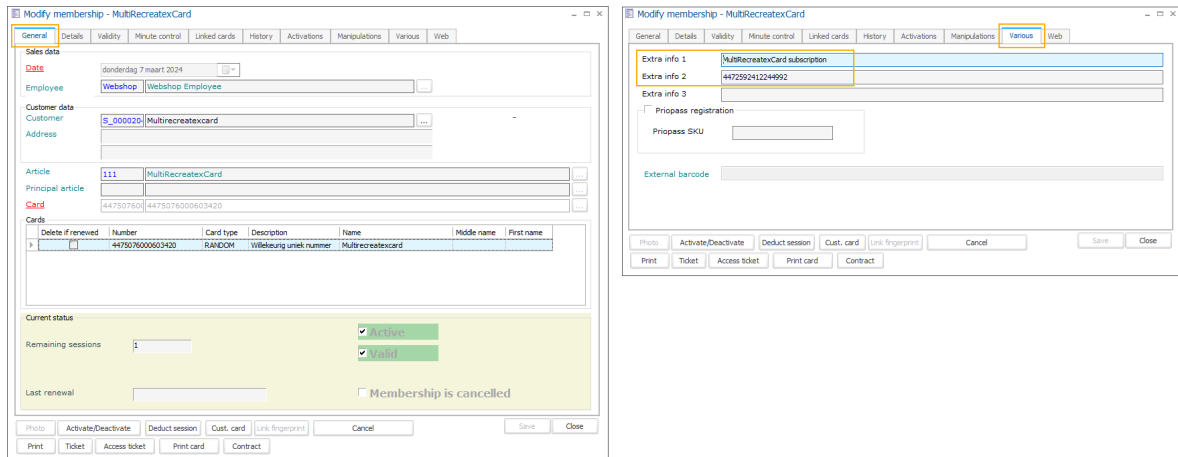 Modify membership - MultiRecreatexCard
General Details Validity Minute control Linked cards History Activations Manipulations Various Web
Sales data
Date donderdag 7 maart 2024
Employee Webshop Webshop Employee ...
Customer data
Customer S_000020 Multirecreatexcard ... -
Address
Article 111 MultiRecreatexCard ...
Principal article ...
Card 44750760 4475076000603420 ...
Cards
Delete if renewed Number Card type Description Name Middle name First name
4475076000603420 RANDOM Willekeurig uniek nummer Multirecreatexcard
Current status
Active
Remaining sessions 1
Valid
Last renewal
Membership is cancelled
Photo Activate/Deactivate Deduct session Cust. card Link fingerprint Cancel Save Close
Print Ticket Access ticket Print card Contract
Modify membership - MultiRecreatexCard
General Details Validity Minute control Linked cards History Activations Manipulations Various Web
Extra info 1 MultiRecreatexCard subscription
Extra info 2 4472592412244992
Extra info 3
Priopass registration
Priopass SKU
External barcode
Photo Activate/Deactivate Deduct session Cust. card Link fingerprint Cancel Save Close
Print Ticket Access ticket Print card Contract